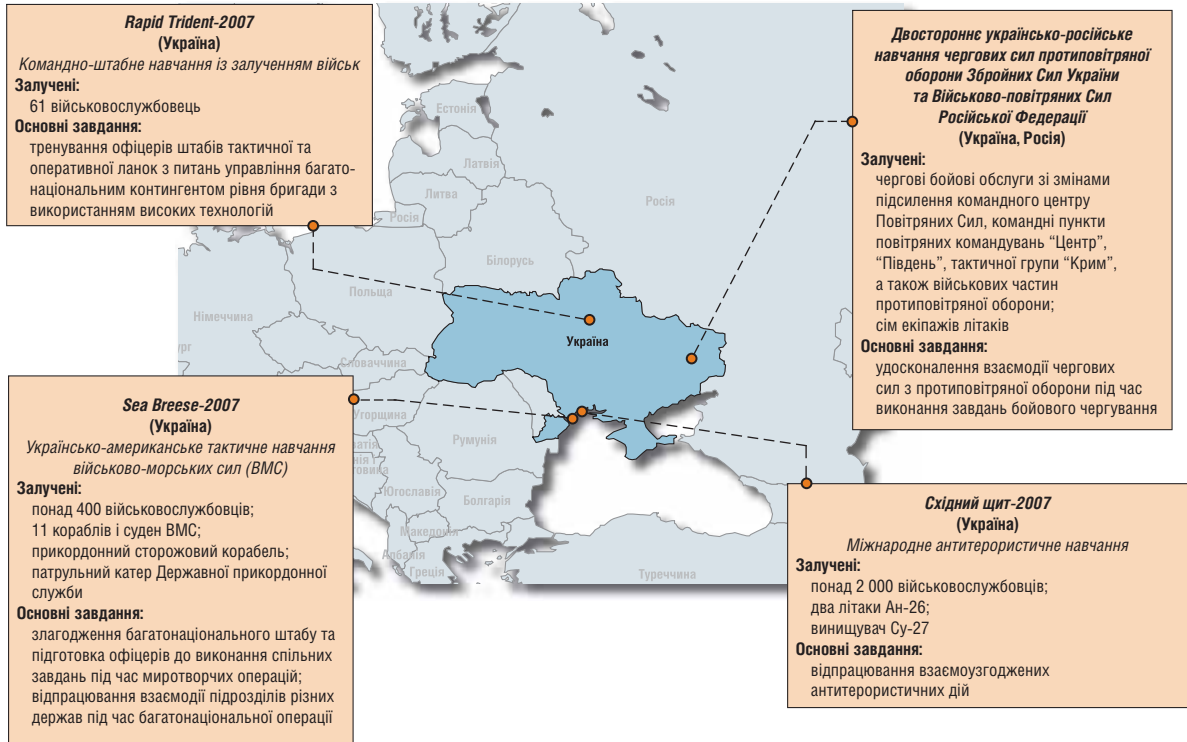 Rapid Trident-2007
(Україна)
Командно-штабне навчання із залученням військ
Залучені:
61 військовослужбовець
Основні завдання:
тренування офіцерів штабів тактичної та
оперативної ланок з питань управління багато-
національним контингентом рівня бригади з
використанням високих технологій
Двостороннє українсько-російське
навчання чергових сил протиповітряної
оборони Збройних Сил України
та Військово-повітряних Сил
Російської Федерації
(Україна, Росія)
Залучені:
чергові бойові обслуги зі змінами
підсилення командного центру
Повітряних Сил, командні пункти
повітряних командувань “Центр”,
“Південь”, тактичної групи “Крим”,
а також військових частин
протиповітряної оборони;
сім екіпажів літаків
Основні завдання:
удосконалення взаємодії чергових
сил з протиповітряної оборони під час
виконання завдань бойового чергування
Естонія
Латвія
Литва
Росія
Росія
Білорусь
Польща
Німеччина
ург
Україна
Словаччина
Угорщина
Румунія
Югославія
Болгарія
Македонія
Албанія
Греція
Туреччина
Sea Breese-2007
(Україна)
Українсько-американське тактичне навчання
військово-морських сил (ВМС)
Залучені:
понад 400 військовослужбовців;
11 кораблів і суден ВМС;
прикордонний сторожовий корабель;
патрульний катер Державної прикордонної
служби
Основні завдання:
злагодження багатонаціонального штабу та
підготовка офіцерів до виконання спільних
завдань під час миротворчих операцій;
відпрацювання взаємодії підрозділів різних
держав під час багатонаціональної операції
Східний щит-2007
(Україна)
Міжнародне антитерористичне навчання
Залучені:
понад 2 000 військовослужбовців;
два літаки Ан-26;
винищувач Су-27
Основні завдання:
відпрацювання взаємоузгоджених
антитерористичних дій